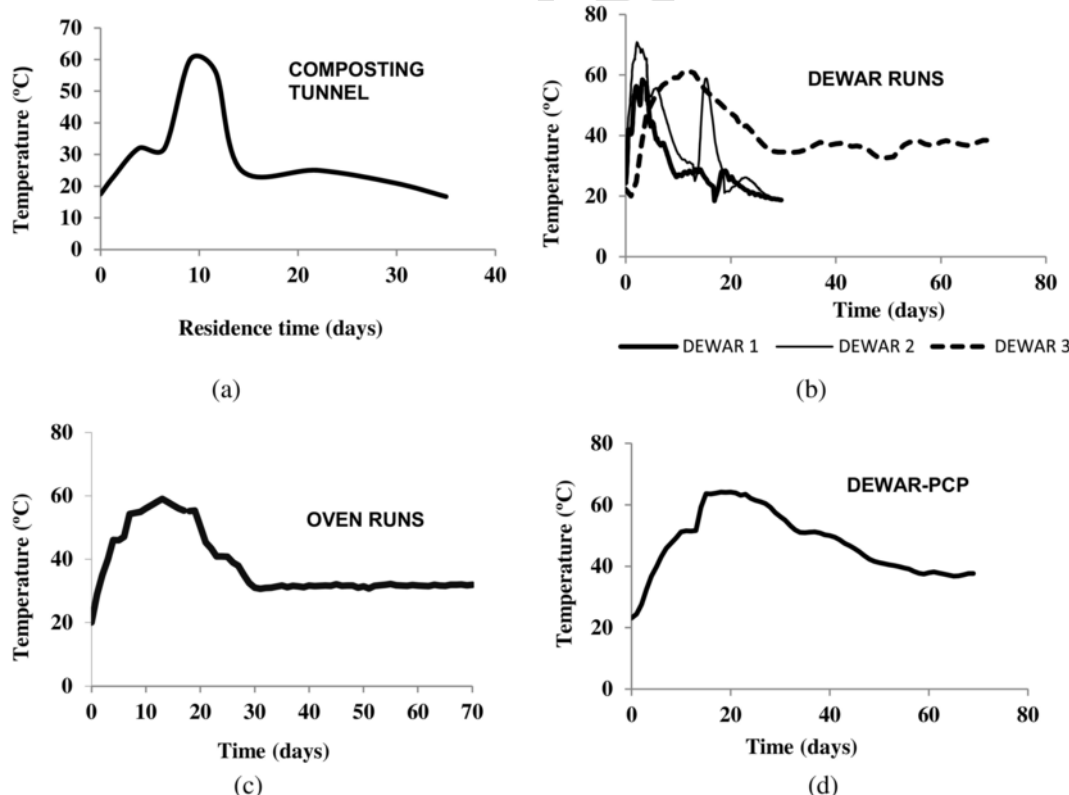 70
60
50
40
30
20
10
0
0 10 20 30 40
Temperature (ºC)
COMPOSTING
TUNNEL
Residence time (days)
(a)
80
60
40
20
0
0 20 40 60 80
Temperature (ºC)
DEWAR RUNS
Time (days)
DEWAR 1 DEWAR 2 DEWAR 3
(b)
80
60
40
20
0
0 10 20 30 40 50 60 70
Temperature (ºC)
OVEN RUNS
Time (days)
(c)
80
60
40
20
0
0 20 40 60 80
Temperature (ºC)
DEWAR-PCP
Time (days)
(d)